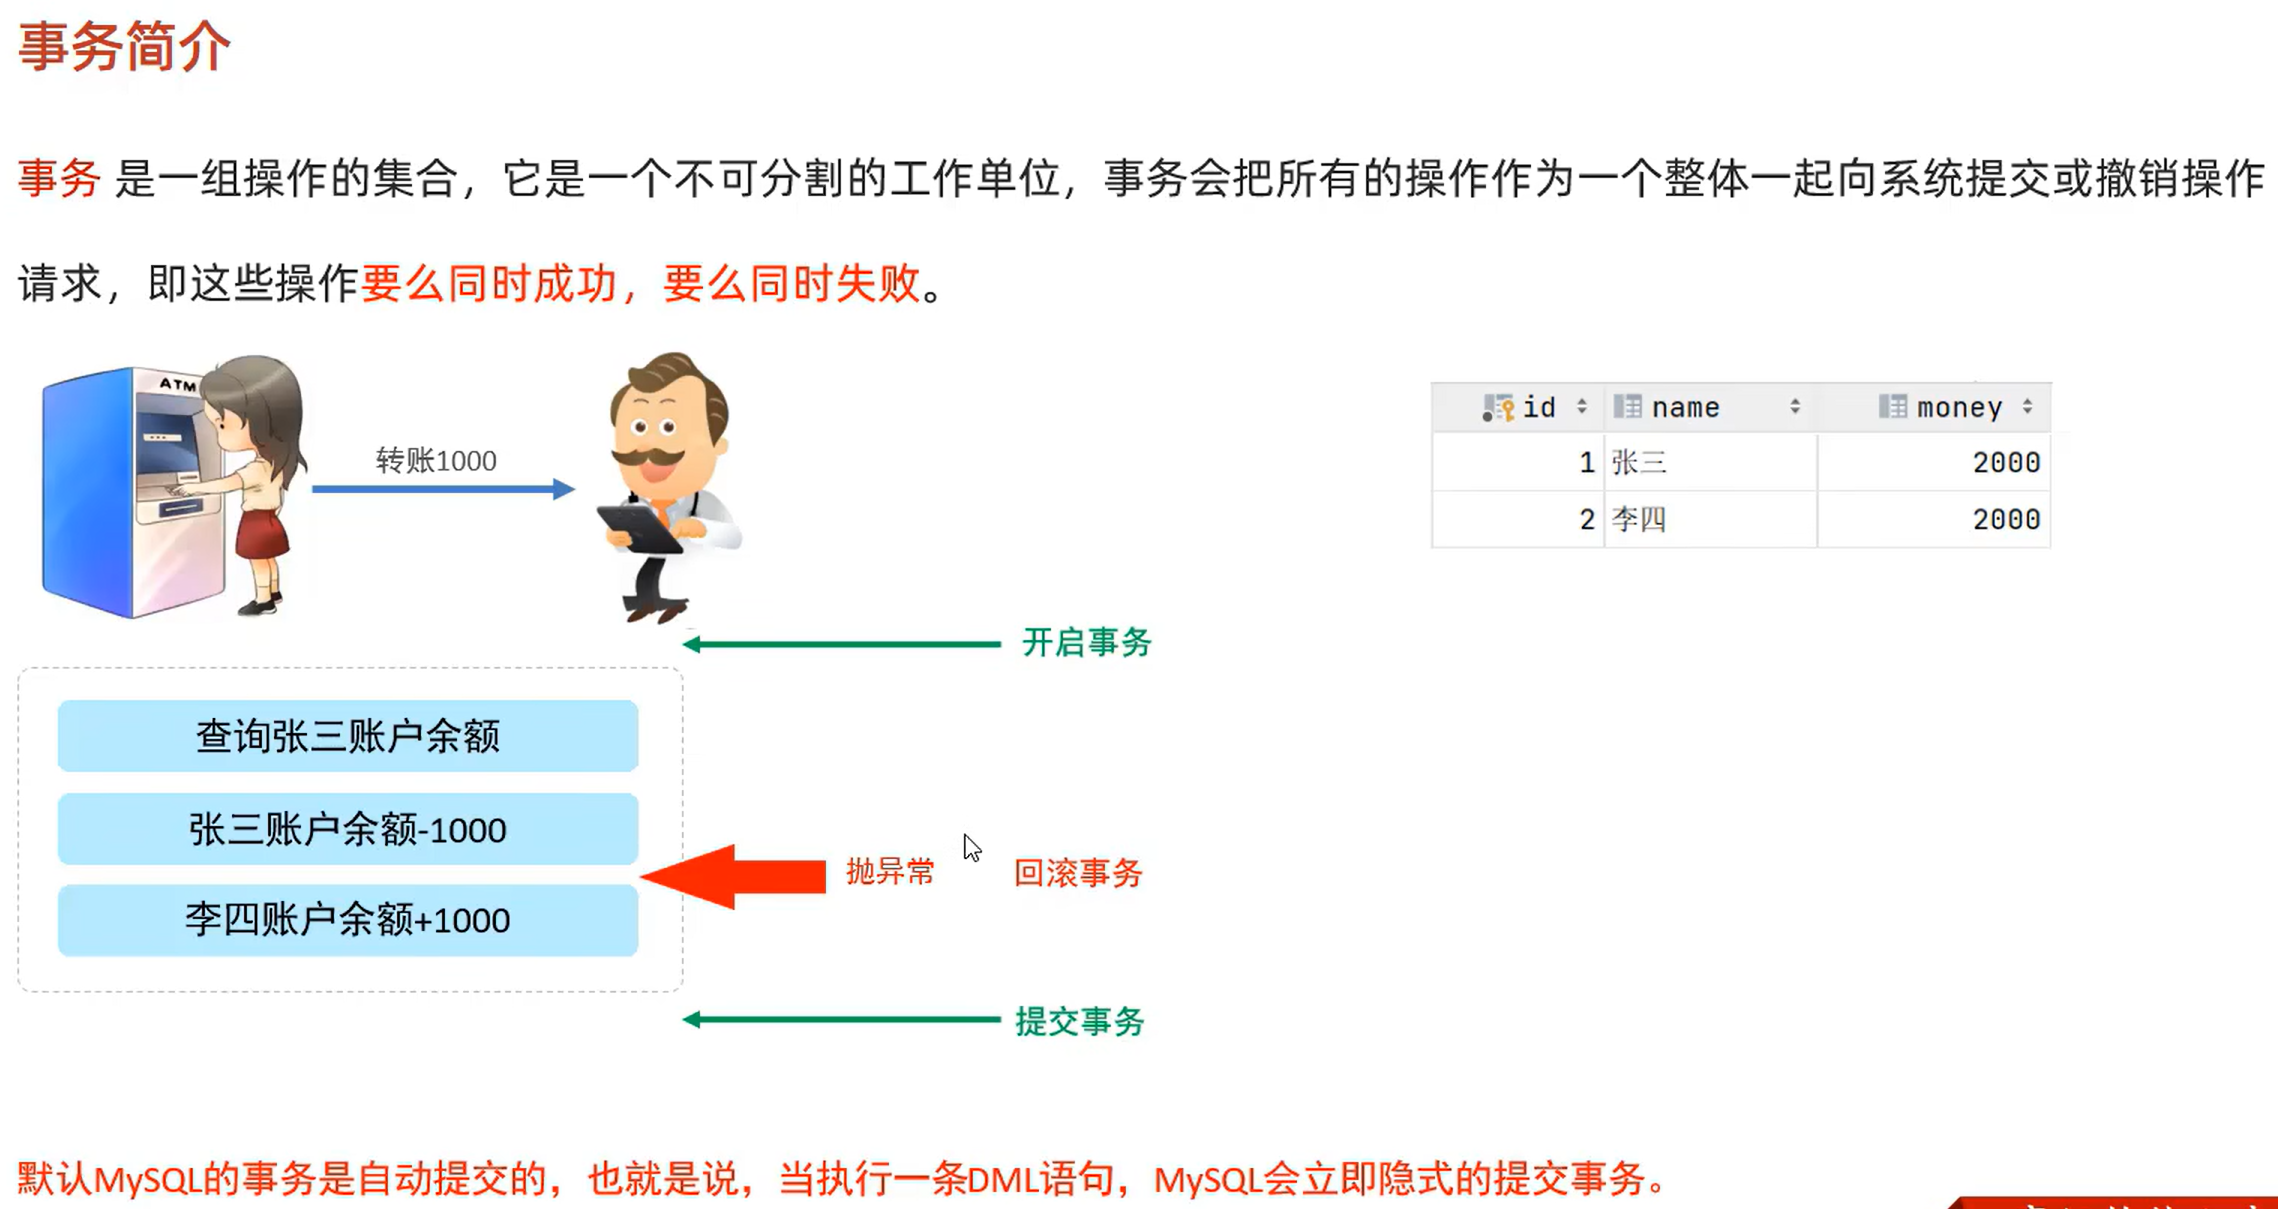 事务简介
事务 是一组操作的集合，它是一个不可分割的工作单位，事务会把所有的操作作为一个整体一起向系统提交或撤销操作
请求，即这些操作要么同时成功，要么同时失败。
ATM
转账1000
id name money
1 张三 2000
2 李四 2000
开启事务
查询张三账户余额
张三账户余额-1000
抛异常 回滚事务
李四账户余额+1000
提交事务
默认MySQL的事务是自动提交的，也就是说，当执行一条DML语句，MySQL会立即隐式的提交事务。